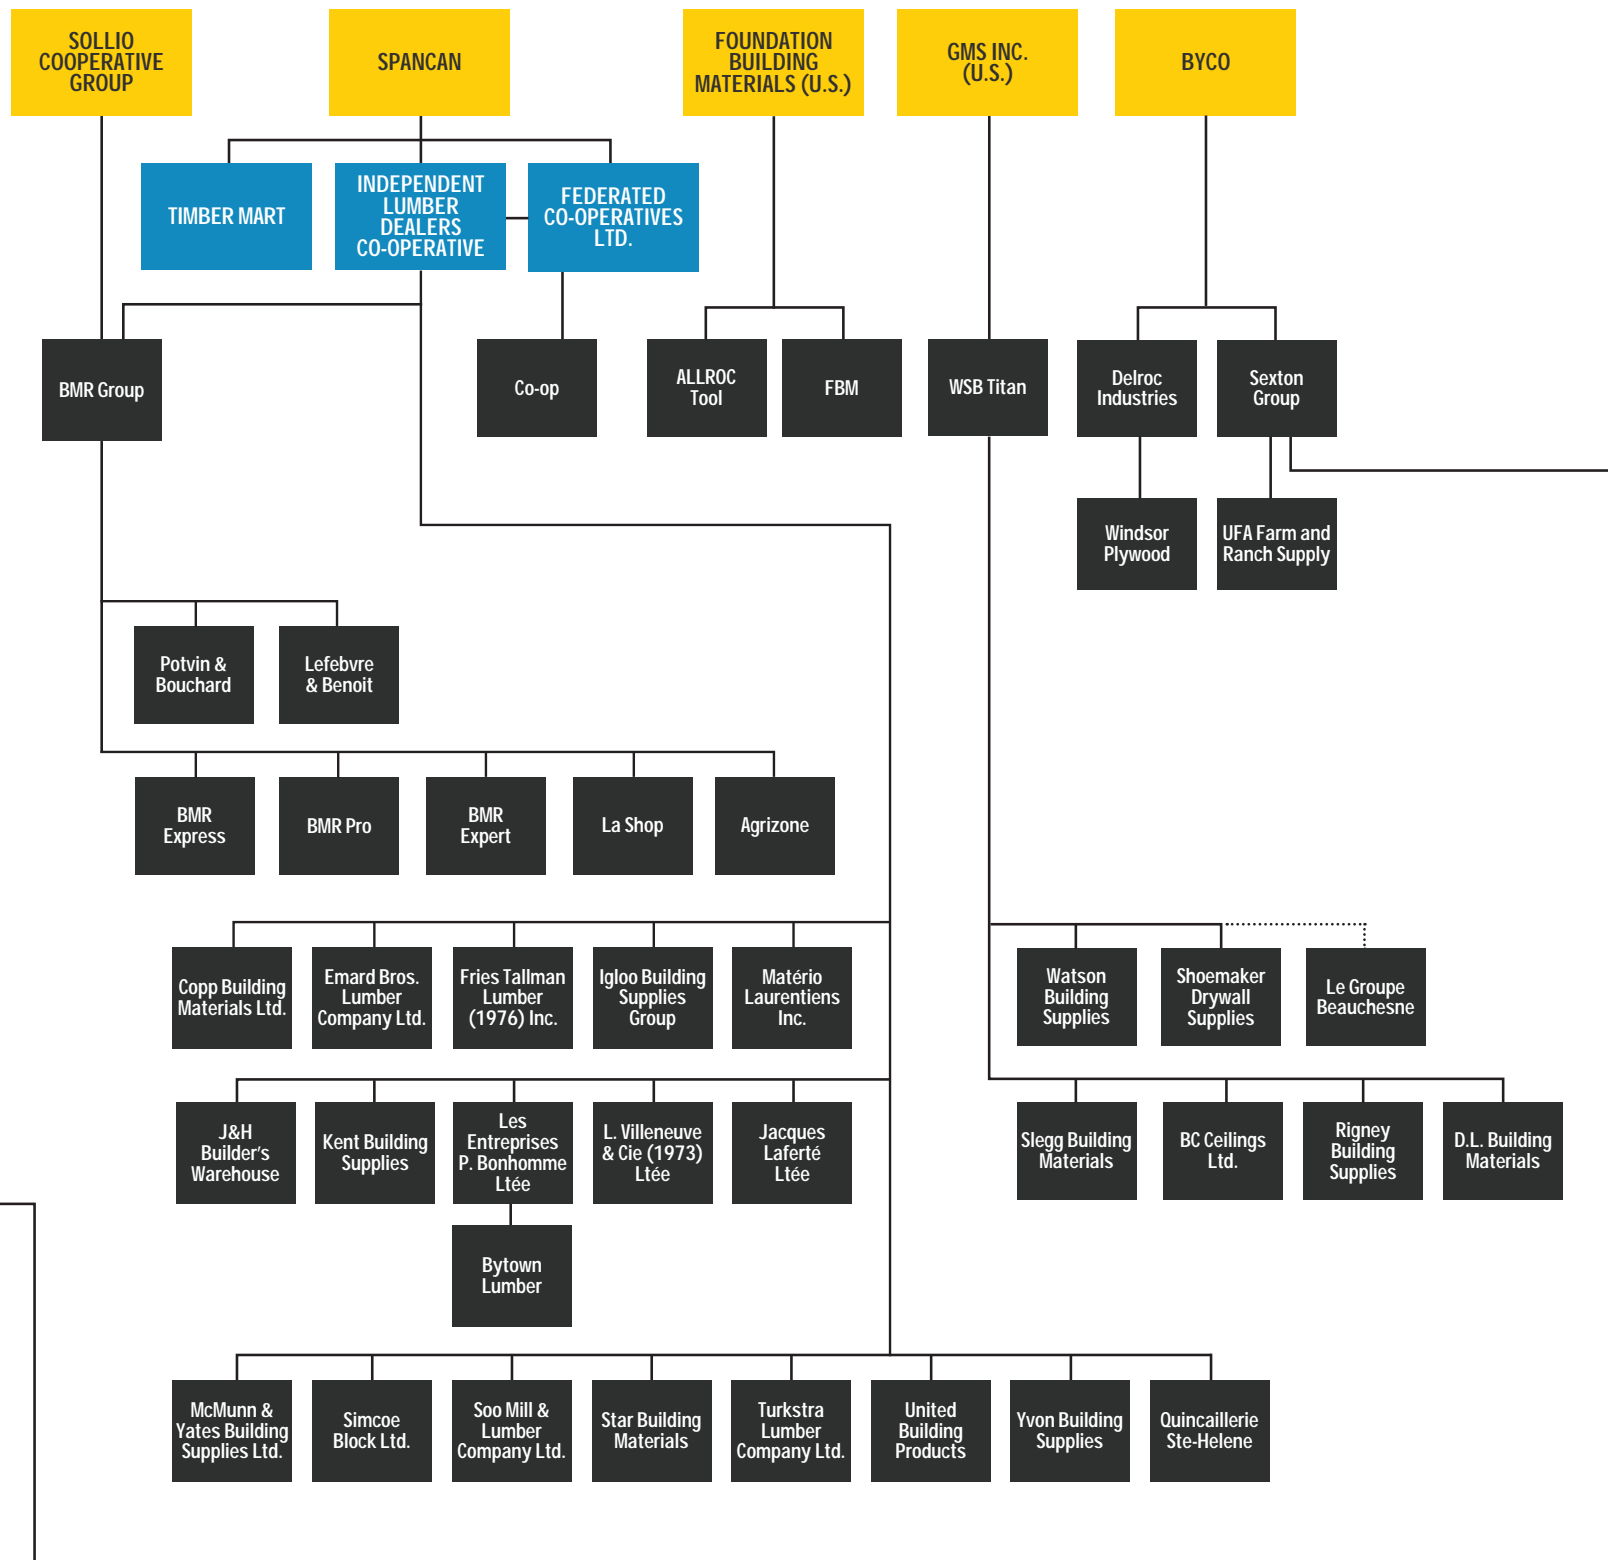 SOLLIO
COOPERATIVE
GROUP
SPANCAN
FOUNDATION
BUILDING
MATERIALS (U.S.)
GMS INC.
(U.S.)
BYCO
TIMBER MART
INDEPENDENT
LUMBER
DEALERS
CO-OPERATIVE
FEDERATED
CO-OPERATIVES
LTD.
BMR Group
Co-op
ALLROC
Tool
FBM
WSB Titan
Delroc
Industries
Sexton
Group
Windsor
Plywood
UFA Farm and
Ranch Supply
Potvin &
Bouchard
Lefebvre
& Benoit
BMR
Express
BMR Pro
BMR
Expert
La Shop
Agrizone
Copp Building
Materials Ltd.
Emard Bros.
Lumber
Company Ltd.
Fries Tallman
Lumber
(1976) Inc.
Igloo Building
Supplies
Group
Matério
Laurentiens
Inc.
Watson
Building
Supplies
Shoemaker
Drywall
Supplies
Le Groupe
Beauchesne
J&H
Builder's
Warehouse
Kent Building
Supplies
Les
Entreprises
P. Bonhomme
Ltée
L. Villeneuve
& Cie (1973)
Ltée
Jacques
Laferté
Ltée
Slegg Building
Materials
BC Ceilings
Ltd.
Rigney
Building
Supplies
D.L. Building
Materials
Bytown
Lumber
McMunn &
Yates Building
Supplies Ltd.
Simcoe
Block Ltd.
Soo Mill &
Lumber
Company Ltd.
Star Building
Materials
Turkstra
Lumber
Company Ltd.
United
Building
Products
Yvon Building
Supplies
Quincaillerie
Ste-Helene